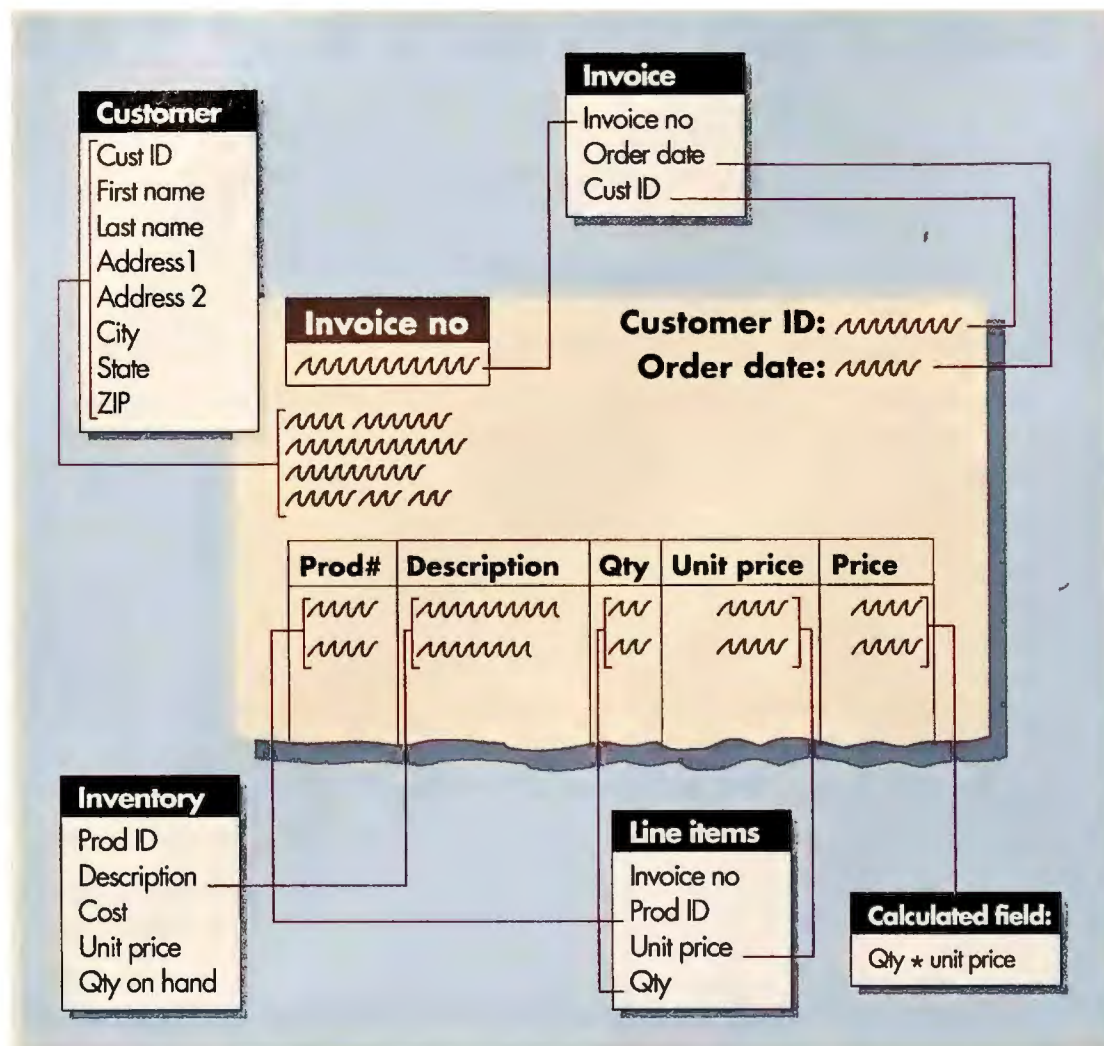 Invoice
Invoice no
Order date
Cust ID
Customer
Cust ID
First name
Last name
Address1
Address 2
City
State
ZIP
Invoice no
Customer ID:
Order date:
Prod# Description Qty Unit price Price
Inventory
Prod ID
Description
Cost
Unit price
Qty on hand
Line items
Invoice no
Prod ID
Unit price
Qty
Calculated field:
Qty * unit price